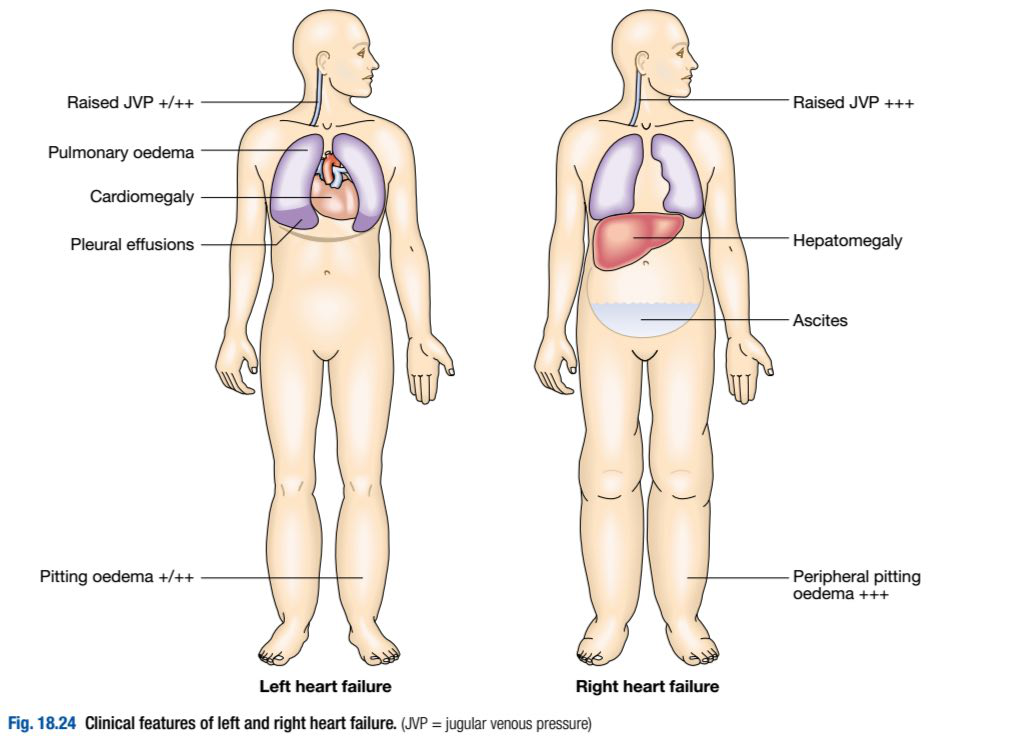 Raised JVP +/++
Pulmonary oedema
Cardiomegaly
Pleural effusions
Pitting oedema +/++
Left heart failure
Raised JVP +++
Hepatomegaly
Ascites
Peripheral pitting
oedema +++
Right heart failure
Fig. 18.24 Clinical features of left and right heart failure. (JVP = jugular venous pressure)